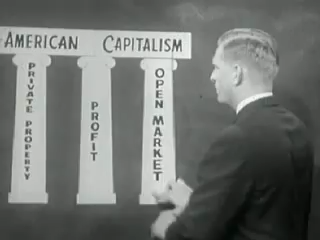 AMERICAN CAPITALISM
PRIVATE PROPERTY
PROFIT
OPEN MARKET